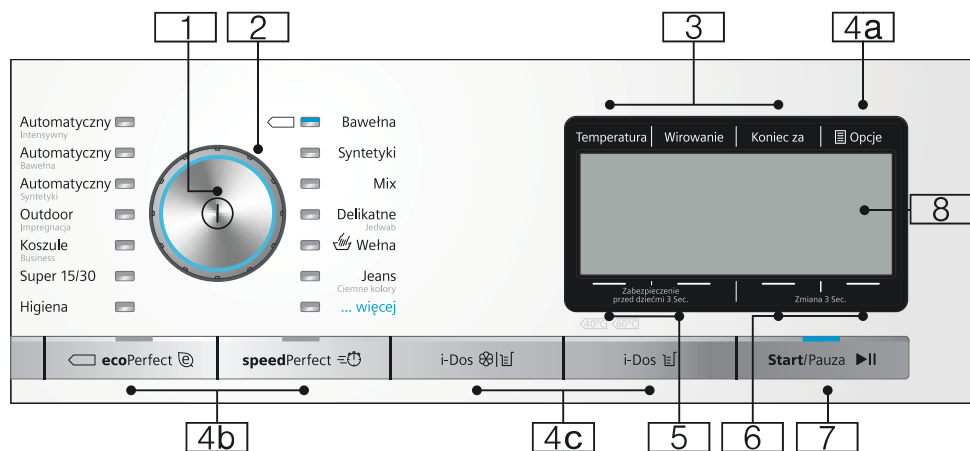 1
2
3
4a
Automatyczny
Intensywny
Automatyczny
Bawełna
Automatyczny
Syntetyki
Outdoor
Impregnacja
Koszule
Business
Super 15/30
Higiena
Bawełna
Syntetyki
Mix
Delikatne
Jedwab
Wełna
Jeans
Ciemne kolory
... więcej
Temperatura
Wirowanie
Koniec za
Opcje
8
Zabezpieczenie
przed dziećmi 3 Sec.
Zmiana 3 Sec.
40°C 60°C
ecoPerfect
speedPerfect
i-Dos
i-Dos
Start/Pauza
4b
4c
5
6
7